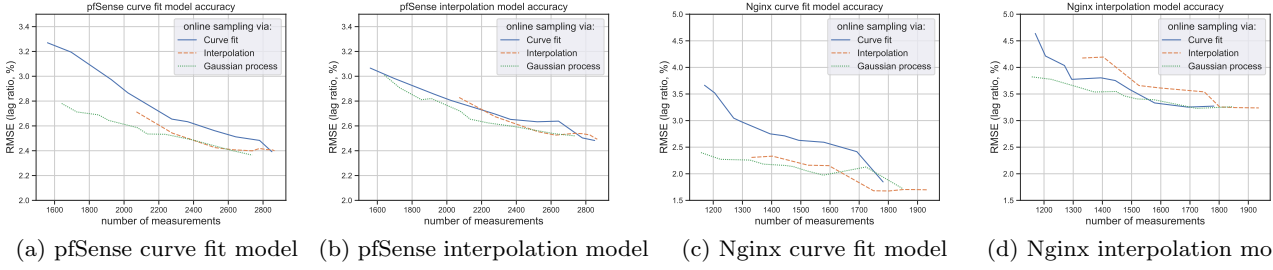 pfSense curve fit model accuracy
RMSE (lag ratio, %)
3.4
3.2
3.0
2.8
2.6
2.4
2.2
2.0
online sampling via:
Curve fit
Interpolation
Gaussian process
1600 1800 2000 2200 2400 2600 2800
number of measurements
(a) pfSense curve fit model
pfSense interpolation model accuracy
RMSE (lag ratio, %)
3.4
3.2
3.0
2.8
2.6
2.4
2.2
2.0
online sampling via:
Curve fit
Interpolation
Gaussian process
1600 1800 2000 2200 2400 2600 2800
number of measurements
(b) pfSense interpolation model
Nginx curve fit model accuracy
RMSE (lag ratio, %)
5.0
4.5
4.0
3.5
3.0
2.5
2.0
1.5
online sampling via:
Curve fit
Interpolation
Gaussian process
1200 1300 1400 1500 1600 1700 1800 1900
number of measurements
(c) Nginx curve fit model
Nginx interpolation model accuracy
RMSE (lag ratio, %)
5.0
4.5
4.0
3.5
3.0
2.5
2.0
1.5
online sampling via:
Curve fit
Interpolation
Gaussian process
1200 1300 1400 1500 1600 1700 1800 1900
number of measurements
(d) Nginx interpolation mo